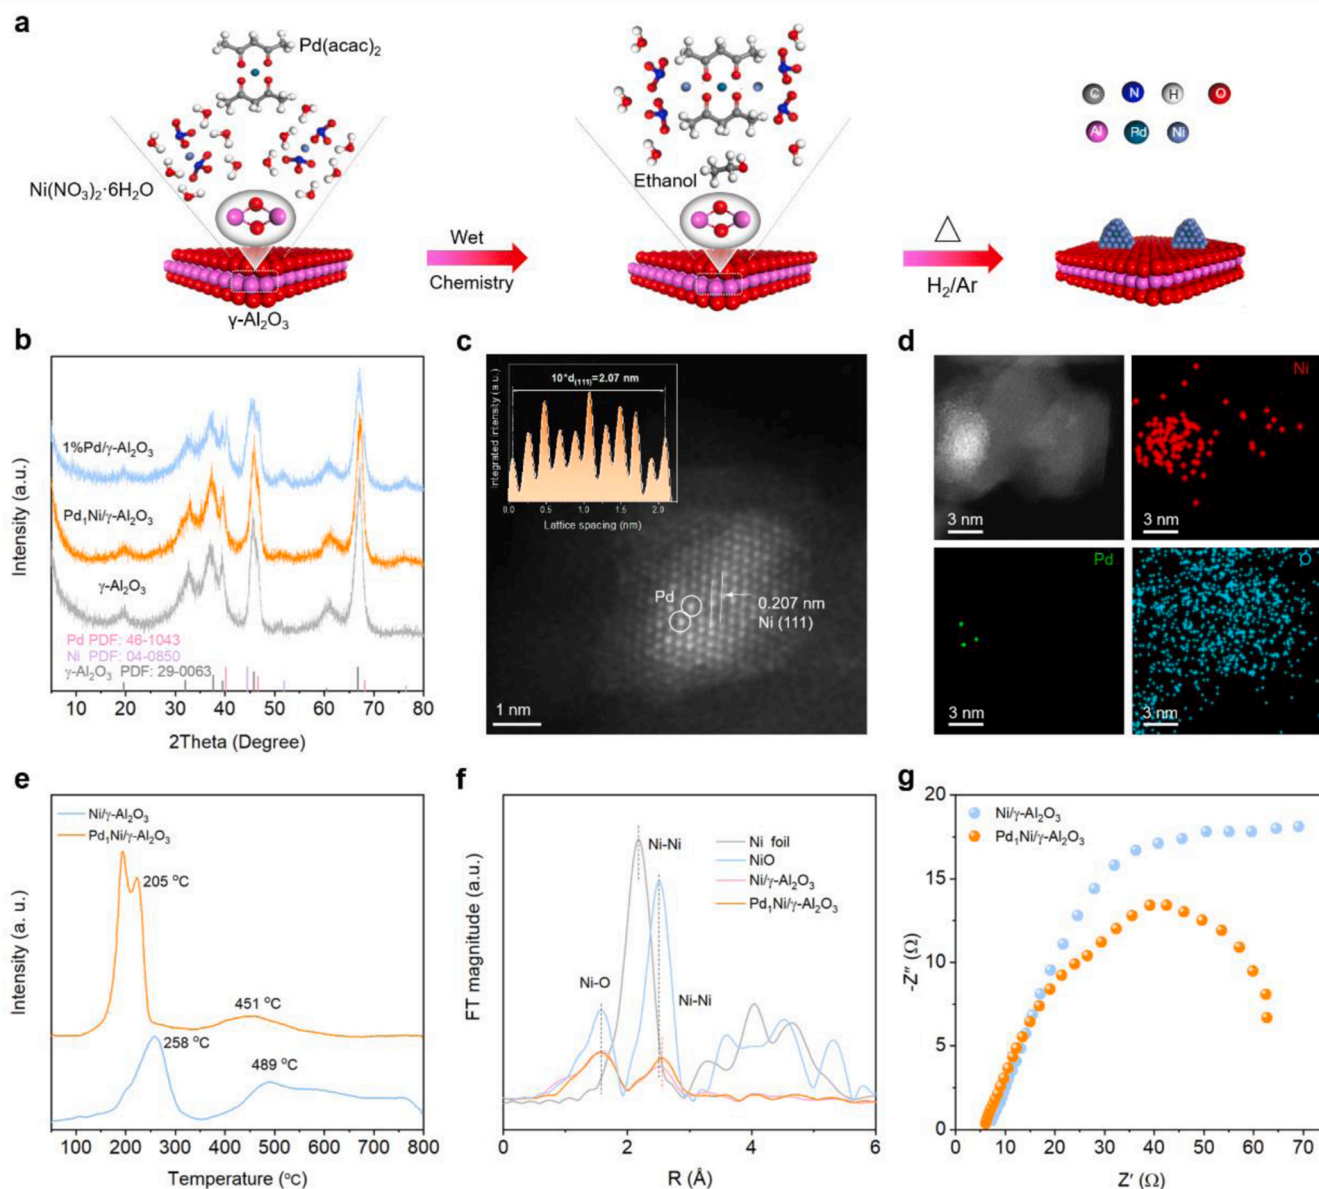 a
Pd(acac)2
Ni(NO3)2·6H2O
γ-Al2O3
Wet
Chemistry
Ethanol
△
H2/Ar
C N H O
Al Pd Ni
b
Intensity (a.u.)
1%Pd/γ-Al2O3
Pd1Ni/γ-Al2O3
γ-Al2O3
Pd PDF: 46-1043
Ni PDF: 04-0850
γ-Al2O3 PDF: 29-0063
10 20 30 40 50 60 70 80
2Theta (Degree)
c
Integrated intensity (a.u.)
10*d(111)=2.07 nm
0.0 0.5 1.0 1.5 2.0
Lattice spacing (nm)
Pd
0.207 nm
Ni (111)
1 nm
d
3 nm
Ni
3 nm
Pd
3 nm
O
3 nm
e
Intensity (a. u.)
Ni/γ-Al2O3
Pd1Ni/γ-Al2O3
205 °C
451 °C
258 °C
489 °C
100 200 300 400 500 600 700 800
Temperature (°C)
f
FT magnitude (a.u.)
Ni-Ni
Ni-O
Ni-Ni
Ni foil
NiO
Ni/γ-Al2O3
Pd1Ni/γ-Al2O3
0 2 4 6
R (Å)
g
-Z″ (Ω)
20
15
10
5
0
Ni/γ-Al2O3
Pd1Ni/γ-Al2O3
0 10 20 30 40 50 60 70
Z′ (Ω)